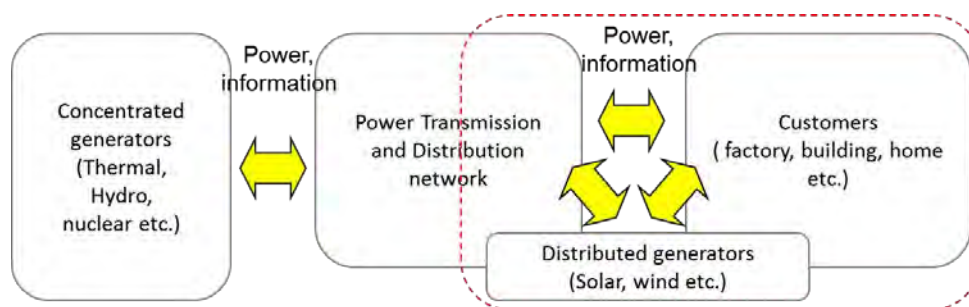 Power,
information
Concentrated
generators
(Thermal,
Hydro,
nuclear etc.)
Power Transmission
and Distribution
network
Power,
information
Customers
( factory, building, home
etc.)
Distributed generators
(Solar, wind etc.)